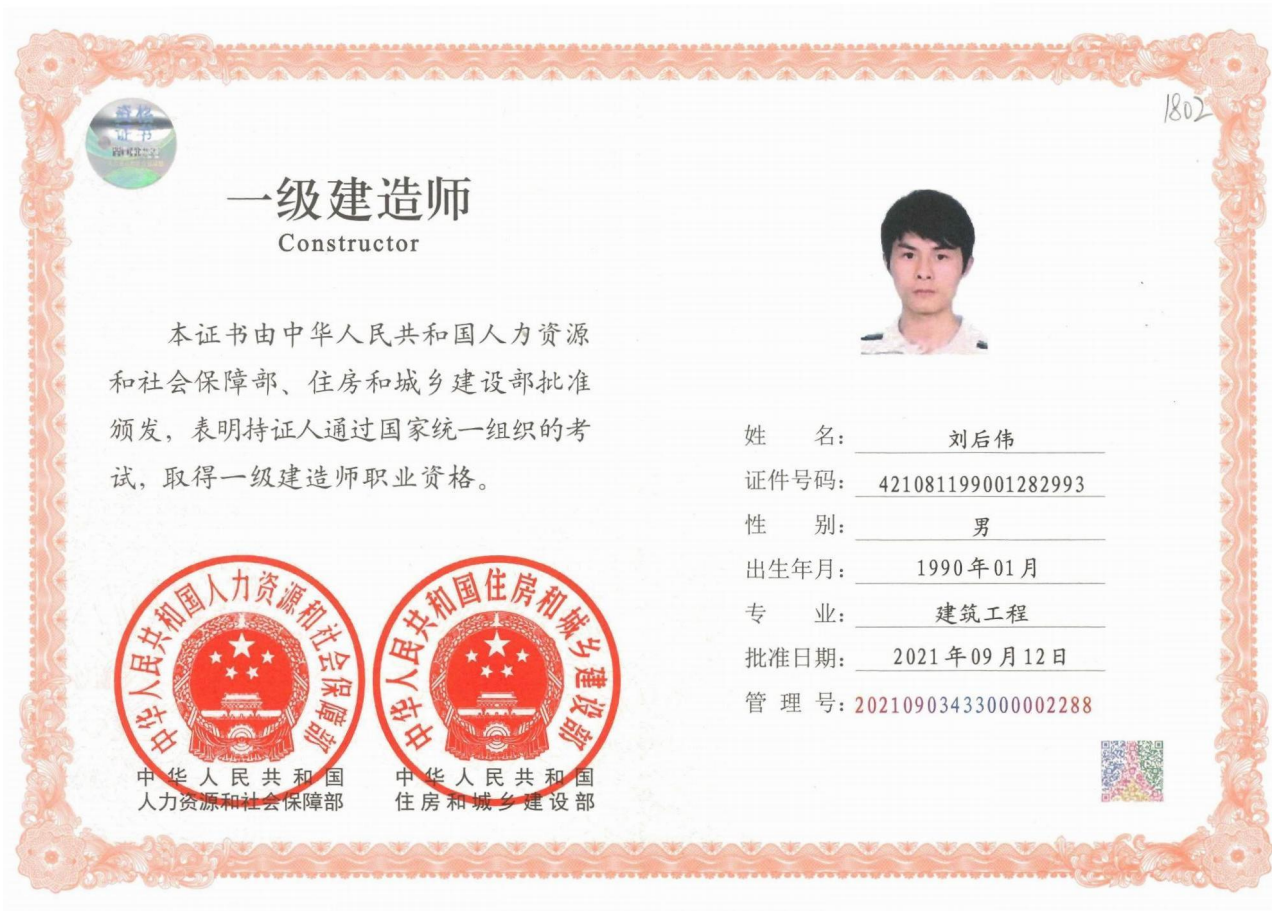 资格
证书
1802
一级建造师
Constructor
本证书由中华人民共和国人力资源
和社会保障部、住房和城乡建设部批准
颁发，表明持证人通过国家统一组织的考
试，取得一级建造师职业资格。
姓 名：刘后伟
证件号码：421081199001282993
性 别：男
出生年月：1990年01月
专 业：建筑工程
批准日期：2021年09月12日
管 理 号：20210903433000002288
中华人民共和国人力资源和社会保障部
中华人民共和国住房和城乡建设部
中华人民共和国
人力资源和社会保障部
中华人民共和国
住房和城乡建设部